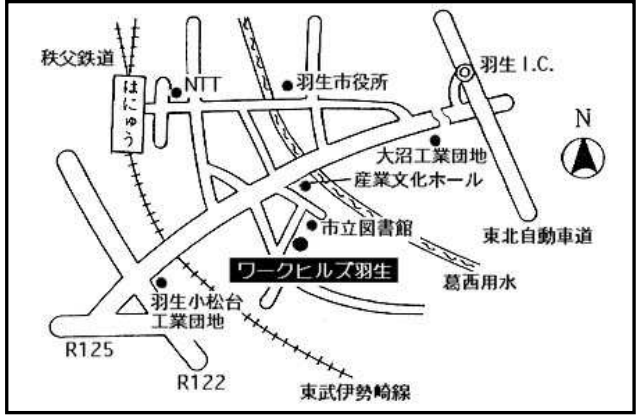 秩父鉄道
はにゅう
NTT
羽生市役所
羽生I.C.
N
大沼工業団地
産業文化ホール
市立図書館
東北自動車道
ワークヒルズ羽生
葛西用水
羽生小松台
工業団地
R125
R122
東武伊勢崎線